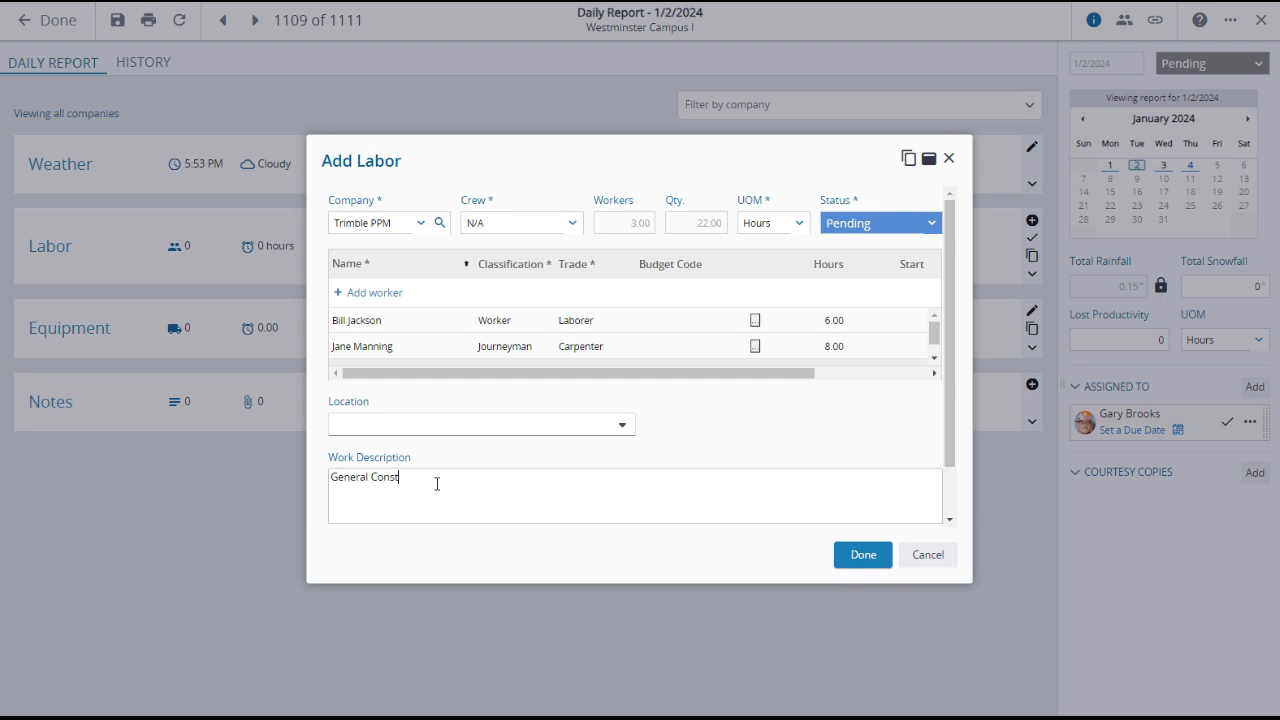 Done
1109 of 1111
Daily Report - 1/2/2024
Westminster Campus I
DAILY REPORT
HISTORY
1/2/2024
Pending
Viewing all companies
Filter by company
Viewing report for 1/2/2024
January 2024
Sun Mon Tue Wed Thu Fri Sat
1 2 3 4 5 6
7 8 9 10 11 12 13
14 15 16 17 18 19 20
21 22 23 24 25 26 27
28 29 30 31
Weather
5:53 PM
Cloudy
Labor
0
0 hours
Equipment
0
0.00
Notes
0
0
Add Labor
Company *
Crew *
Workers
Qty.
UOM *
Status *
Trimble PPM
N/A
3.00
22.00
Hours
Pending
Name *
Classification *
Trade *
Budget Code
Hours
Start
+ Add worker
Bill Jackson
Worker
Laborer
...
6.00
Jane Manning
Journeyman
Carpenter
...
8.00
Location
Work Description
General Const
Done
Cancel
Total Rainfall
Total Snowfall
0.15"
0"
Lost Productivity
UOM
0
Hours
ASSIGNED TO
Add
Gary Brooks
Set a Due Date
COURTESY COPIES
Add